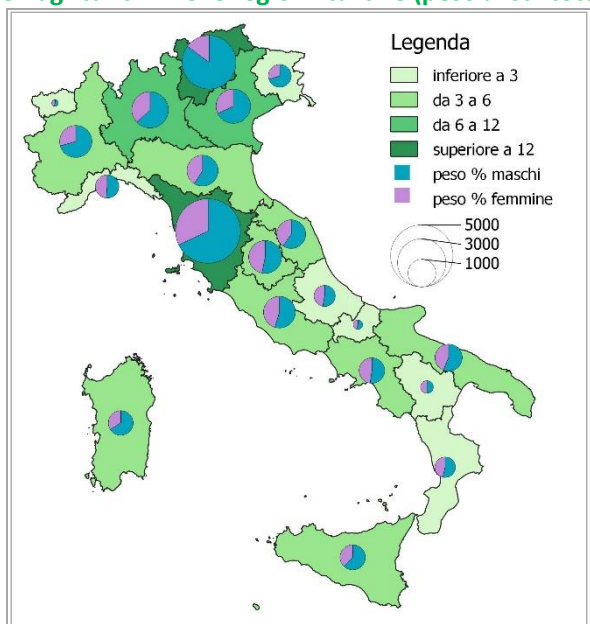 Legenda
inferiore a 3
da 3 a 6
da 6 a 12
superiore a 12
peso % maschi
peso % femmine
5000
3000
1000